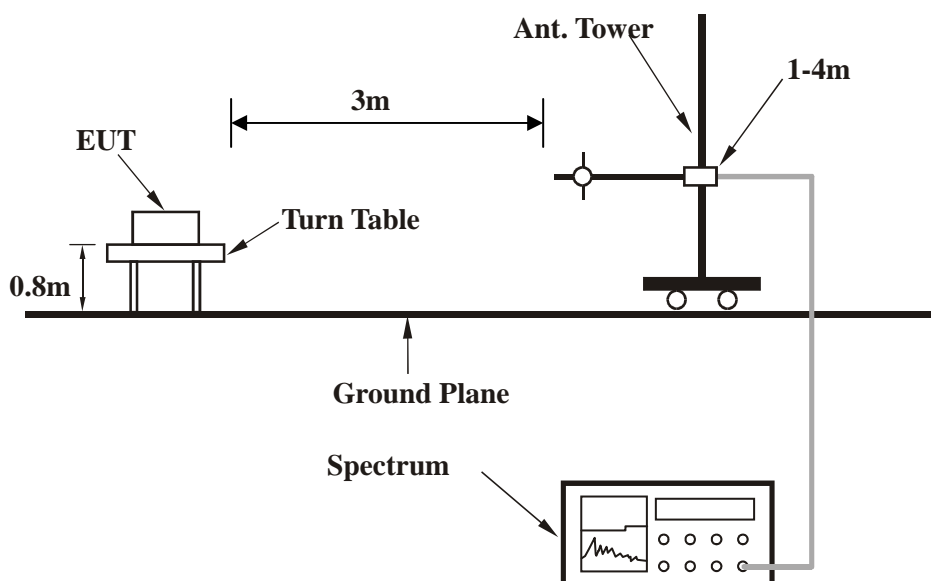 Ant. Tower
1-4m
3m
EUT
Turn Table
0.8m
Ground Plane
Spectrum